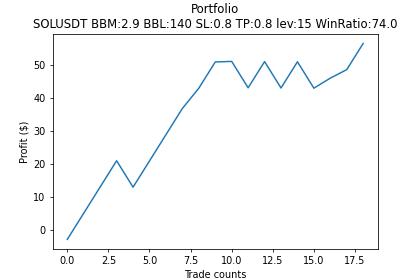 Portfolio
SOLUSDT BBM:2.9 BBL:140 SL:0.8 TP:0.8 lev:15 WinRatio:74.0
50
40
30
20
10
0
Profit ($)
0.0 2.5 5.0 7.5 10.0 12.5 15.0 17.5
Trade counts